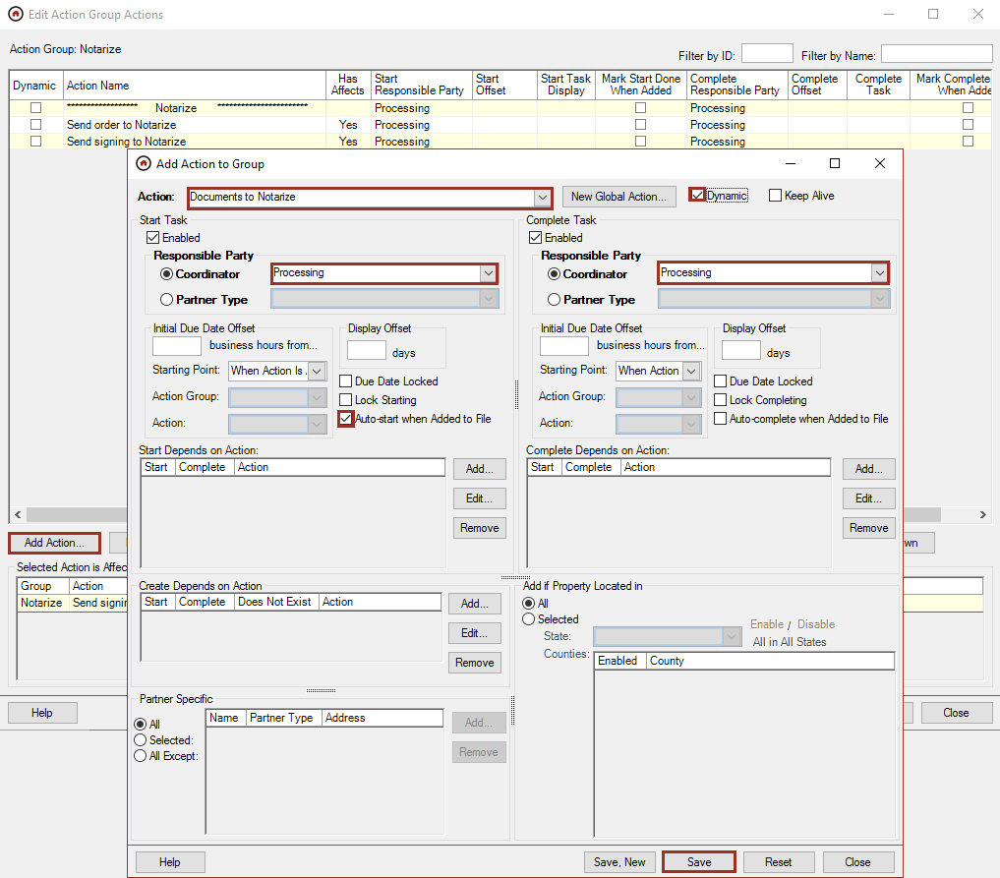 Edit Action Group Actions
Action Group: Notarize
Filter by ID: Filter by Name:
Dynamic Action Name Has Affects Start Responsible Party Start Offset Start Task Display Mark Start Done When Added Complete Responsible Party Complete Offset Complete Task Mark Complete When Adde
****************** Notarize *********************** Processing Processing
Send order to Notarize Yes Processing Processing
Send signing to Notarize Yes Processing Processing
Add Action to Group
Action: Documents to Notarize New Global Action... Dynamic Keep Alive
Start Task
Enabled
Responsible Party
Coordinator Processing
Partner Type
Initial Due Date Offset
business hours from...
Starting Point: When Action Is
Action Group:
Action:
Display Offset
days
Due Date Locked
Lock Starting
Auto-start when Added to File
Start Depends on Action:
Start Complete Action
Add...
Edit...
Remove
Complete Task
Enabled
Responsible Party
Coordinator Processing
Partner Type
Initial Due Date Offset
business hours from...
Starting Point: When Action
Action Group:
Action:
Display Offset
days
Due Date Locked
Lock Completing
Auto-complete when Added to File
Complete Depends on Action:
Start Complete Action
Add...
Edit...
Remove
Add Action...
wn
Selected Action is Affec
Group Action
Notarize Send signin
Create Depends on Action
Start Complete Does Not Exist Action
Add...
Edit...
Remove
Add if Property Located in
All
Selected
State:
Enable / Disable
All in All States
Counties:
Enabled County
Partner Specific
All
Selected:
All Except:
Name Partner Type Address
Add...
Remove
Help
Close
Help Save, New Save Reset Close